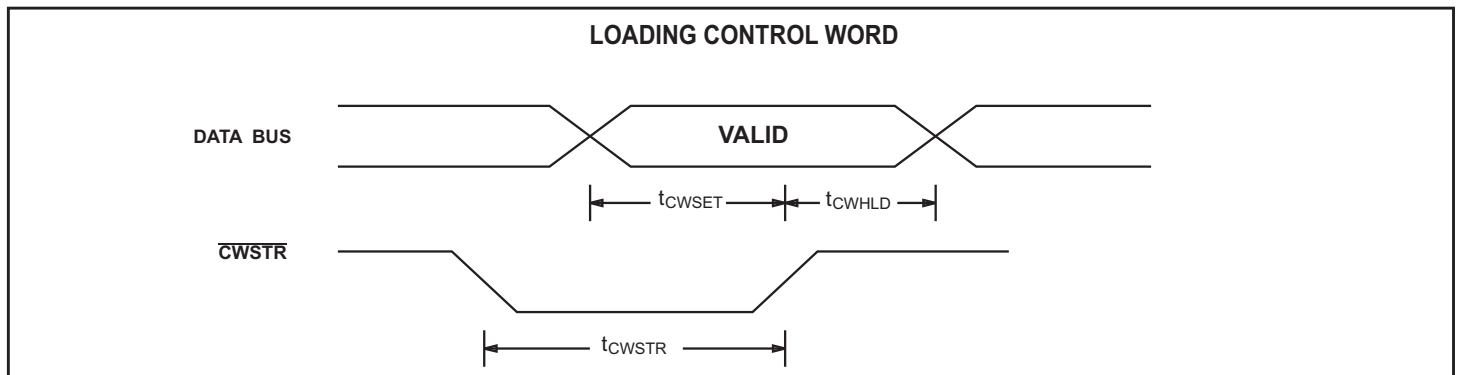 LOADING CONTROL WORD
DATA BUS
VALID
tCWSET
tCWHLD
CWSTR
tCWSTR